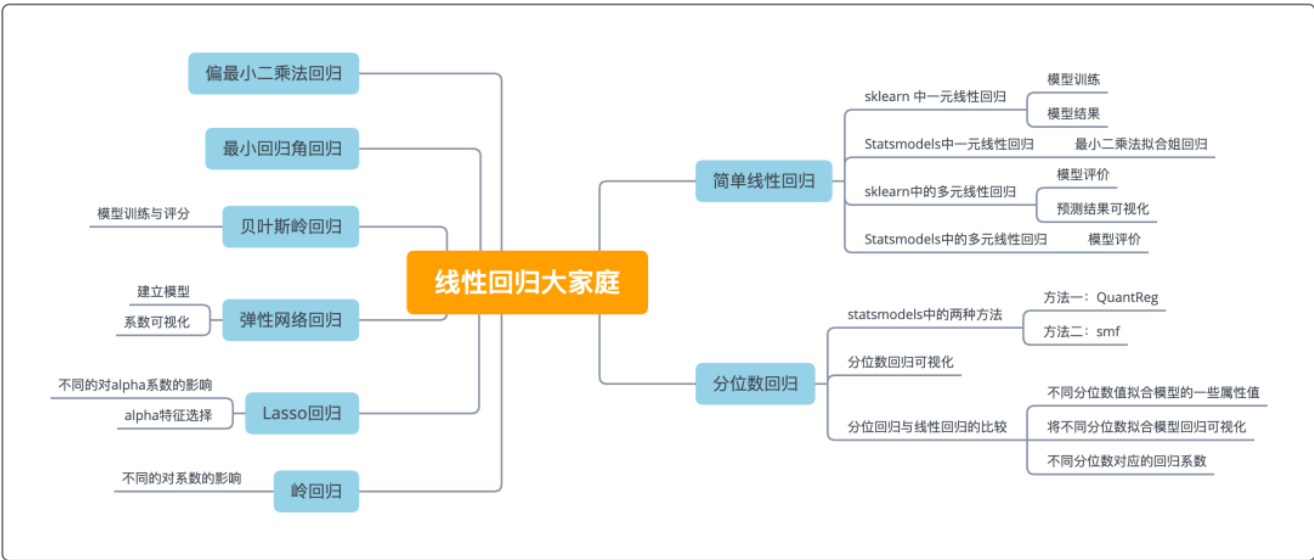 线性回归大家庭
简单线性回归
sklearn 中一元线性回归
模型训练
模型结果
Statsmodels中一元线性回归
最小二乘法拟合姐回归
sklearn中的多元线性回归
模型评价
预测结果可视化
Statsmodels中的多元线性回归
模型评价
分位数回归
statsmodels中的两种方法
方法一：QuantReg
方法二：smf
分位数回归可视化
分位回归与线性回归的比较
不同分位数值拟合模型的一些属性值
将不同分位数拟合模型回归可视化
不同分位数对应的回归系数
偏最小二乘法回归
最小回归角回归
贝叶斯岭回归
模型训练与评分
弹性网络回归
建立模型
系数可视化
Lasso回归
不同的对alpha系数的影响
alpha特征选择
岭回归
不同的对系数的影响